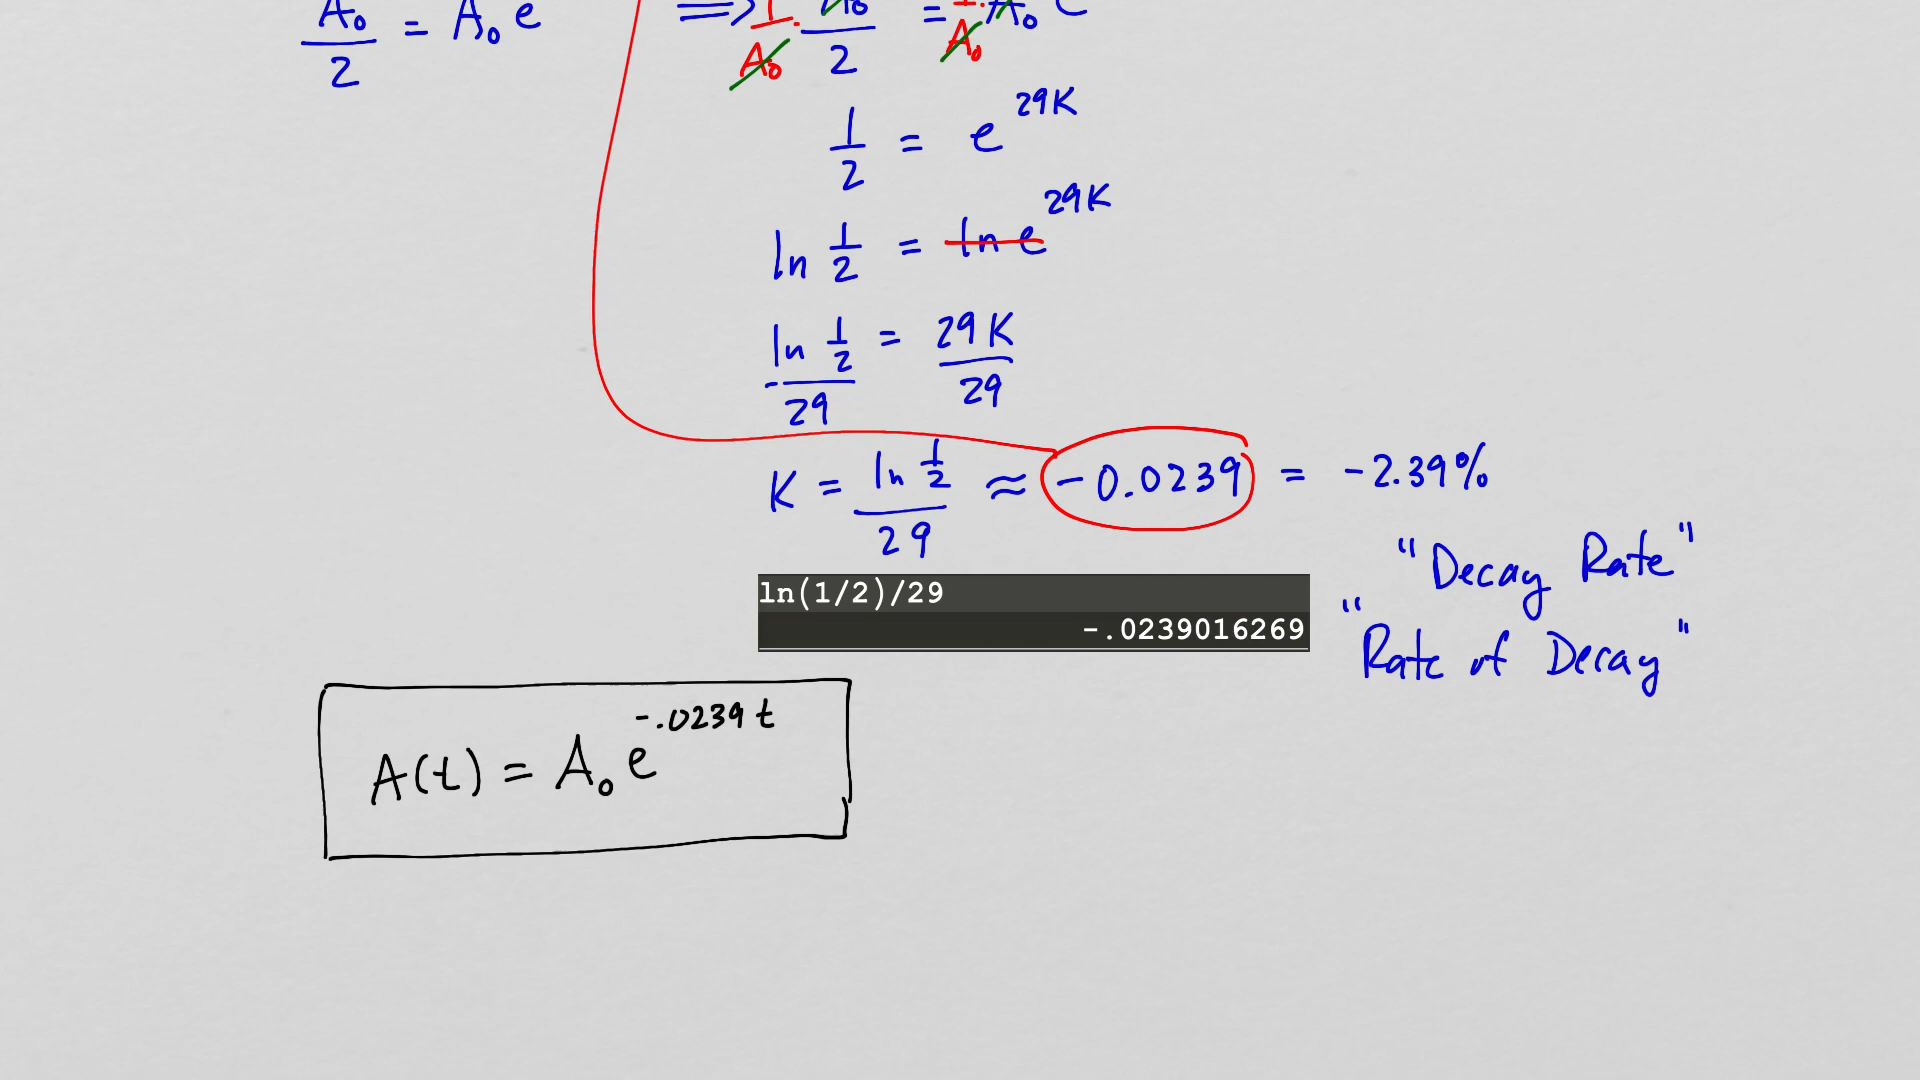 A₀/2 = A₀ e ⟹ 1/A₀ · A₀/2 = 1/A₀ · A₀ e
1/2 = e^29K
ln 1/2 = ln e^29K
ln 1/2 / 29 = 29K / 29
K = ln 1/2 / 29 ≈ -0.0239 = -2.39%
"Decay Rate"
ln(1/2)/29
-.0239016269
"Rate of Decay"
A(t) = A₀ e^-.0239t